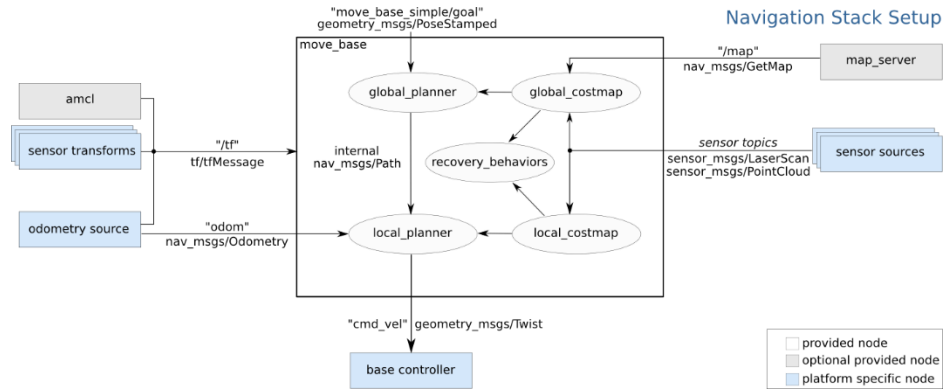 Navigation Stack Setup
"move_base_simple/goal"
geometry_msgs/PoseStamped
move_base
"/map"
nav_msgs/GetMap
map_server
amcl
global_planner
global_costmap
sensor transforms
"/tf"
tf/tfMessage
internal
nav_msgs/Path
recovery_behaviors
sensor topics
sensor_msgs/LaserScan
sensor_msgs/PointCloud
sensor sources
odometry source
"odom"
nav_msgs/Odometry
local_planner
local_costmap
"cmd_vel"
geometry_msgs/Twist
base controller
provided node
optional provided node
platform specific node